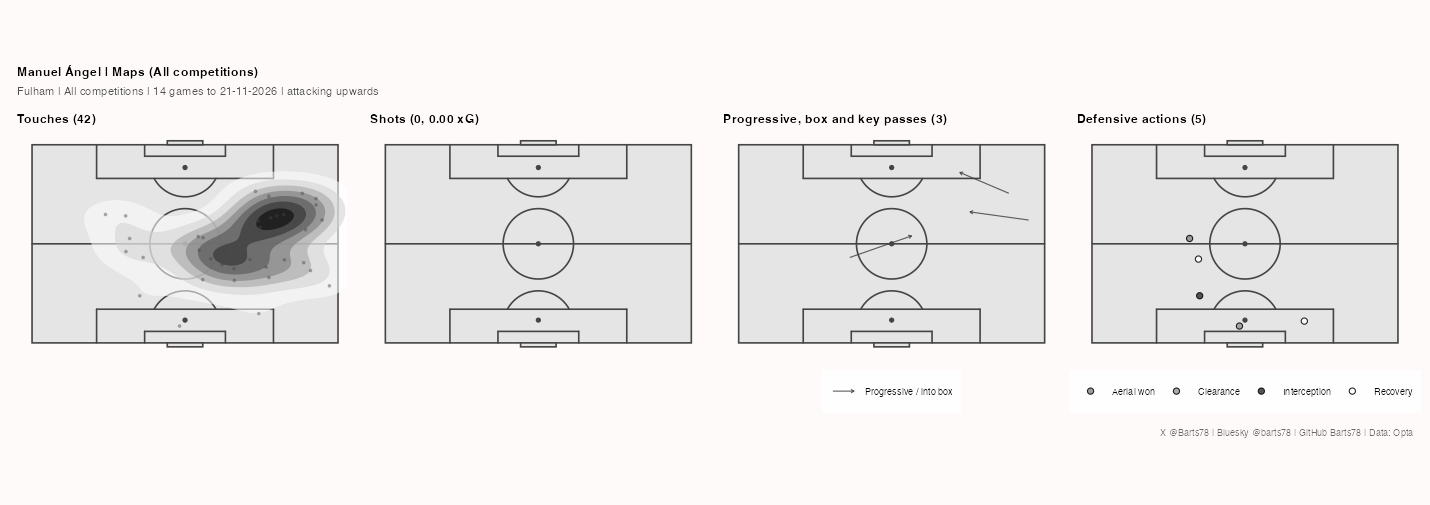 Manuel Ángel | Maps (All competitions)
Fulham | All competitions | 14 games to 21-11-2026 | attacking upwards
Touches (42)
Shots (0, 0.00 xG)
Progressive, box and key passes (3)
Defensive actions (5)
Progressive / into box
Aerial won
Clearance
Interception
Recovery
X @Barts78 | Bluesky @barts78 | GitHub Barts78 | Data: Opta